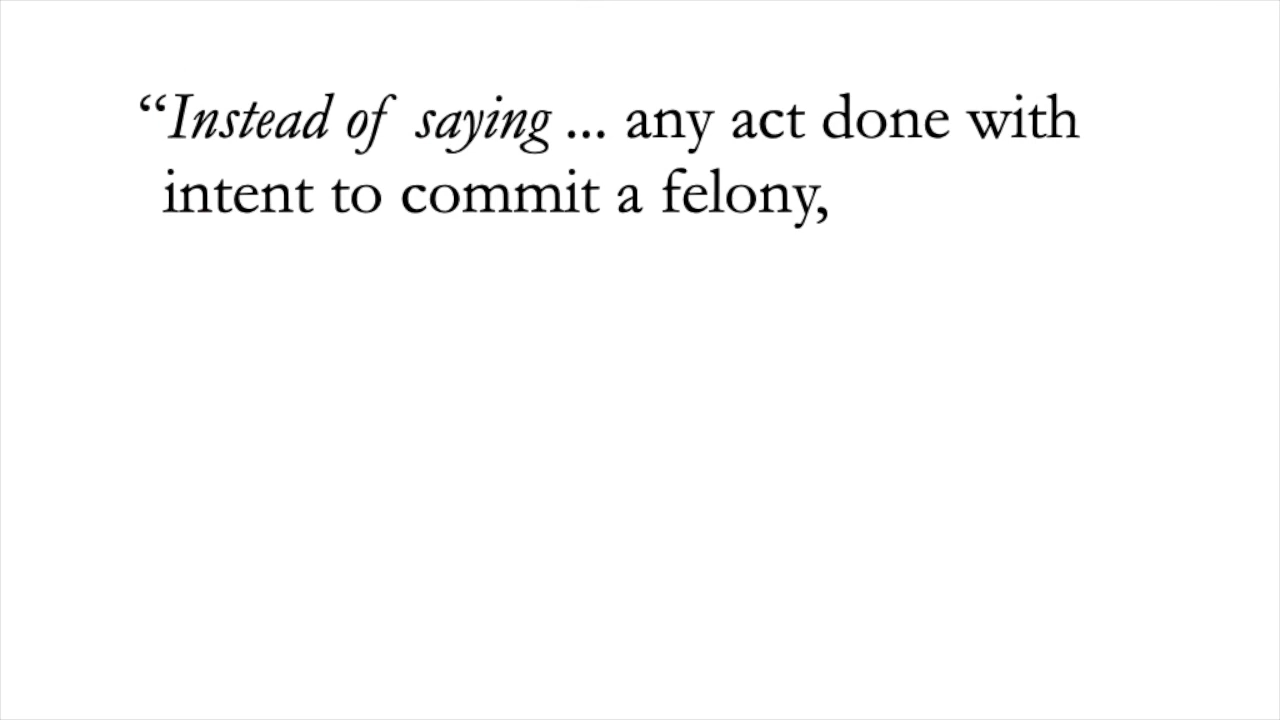 “Instead of saying ... any act done with
intent to commit a felony,